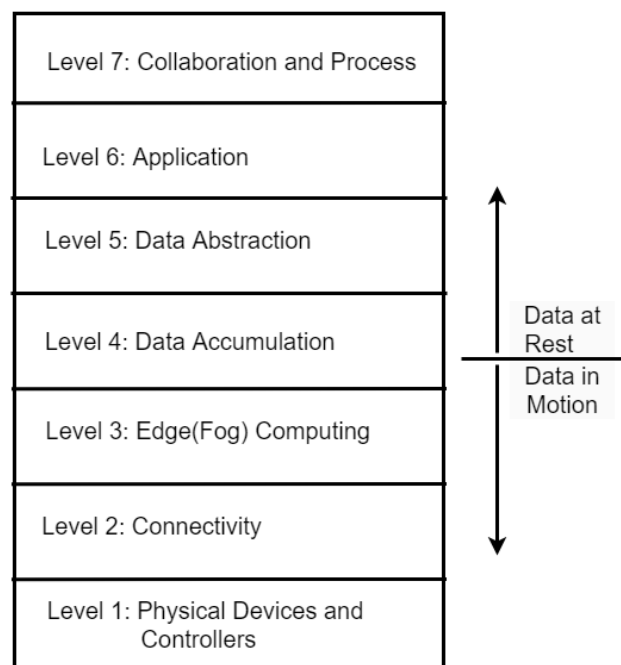 Level 7: Collaboration and Process
Level 6: Application
Level 5: Data Abstraction
Level 4: Data Accumulation
Level 3: Edge(Fog) Computing
Level 2: Connectivity
Level 1: Physical Devices and
Controllers
Data at
Rest
Data in
Motion